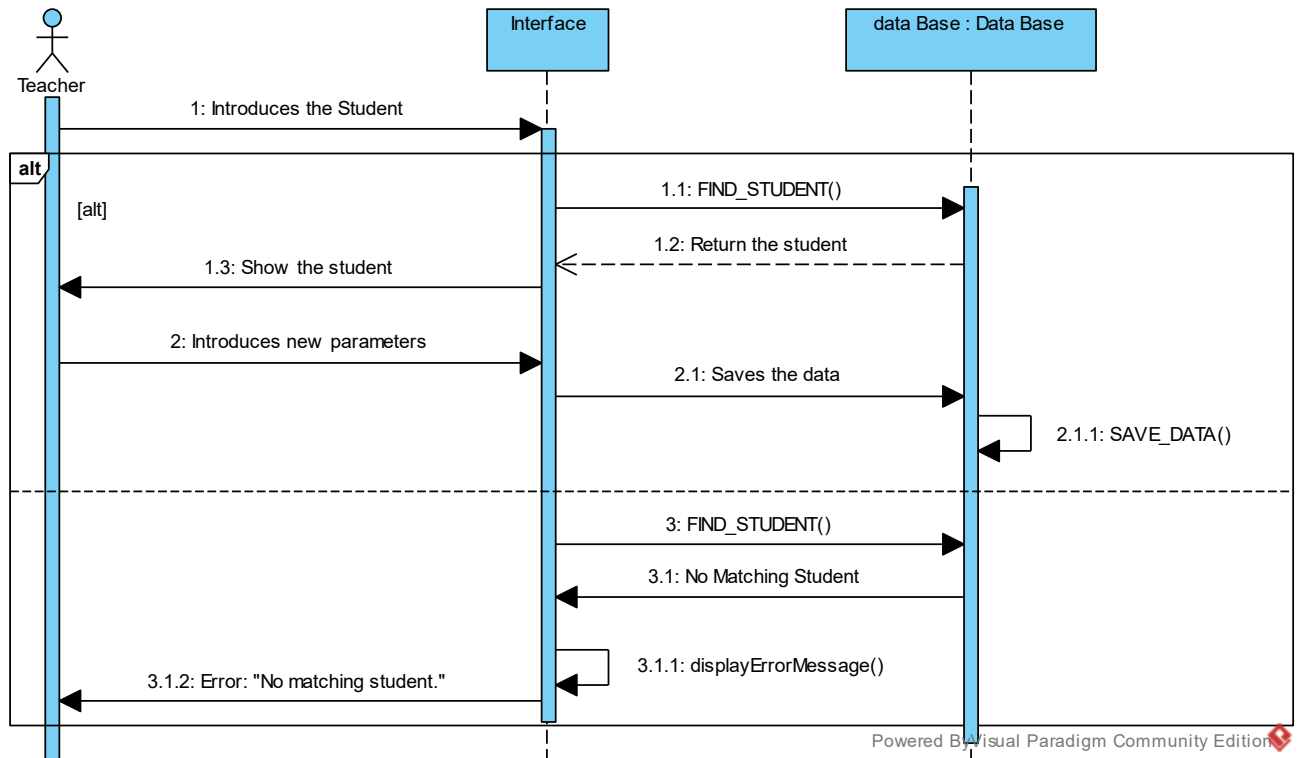 Interface
data Base : Data Base
Teacher
1: Introduces the Student
alt
1.1: FIND_STUDENT()
[alt]
1.2: Return the student
1.3: Show the student
2: Introduces new parameters
2.1: Saves the data
2.1.1: SAVE_DATA()
3: FIND_STUDENT()
3.1: No Matching Student
3.1.1: displayErrorMessage()
3.1.2: Error: "No matching student."
Powered ByVisual Paradigm Community Edition